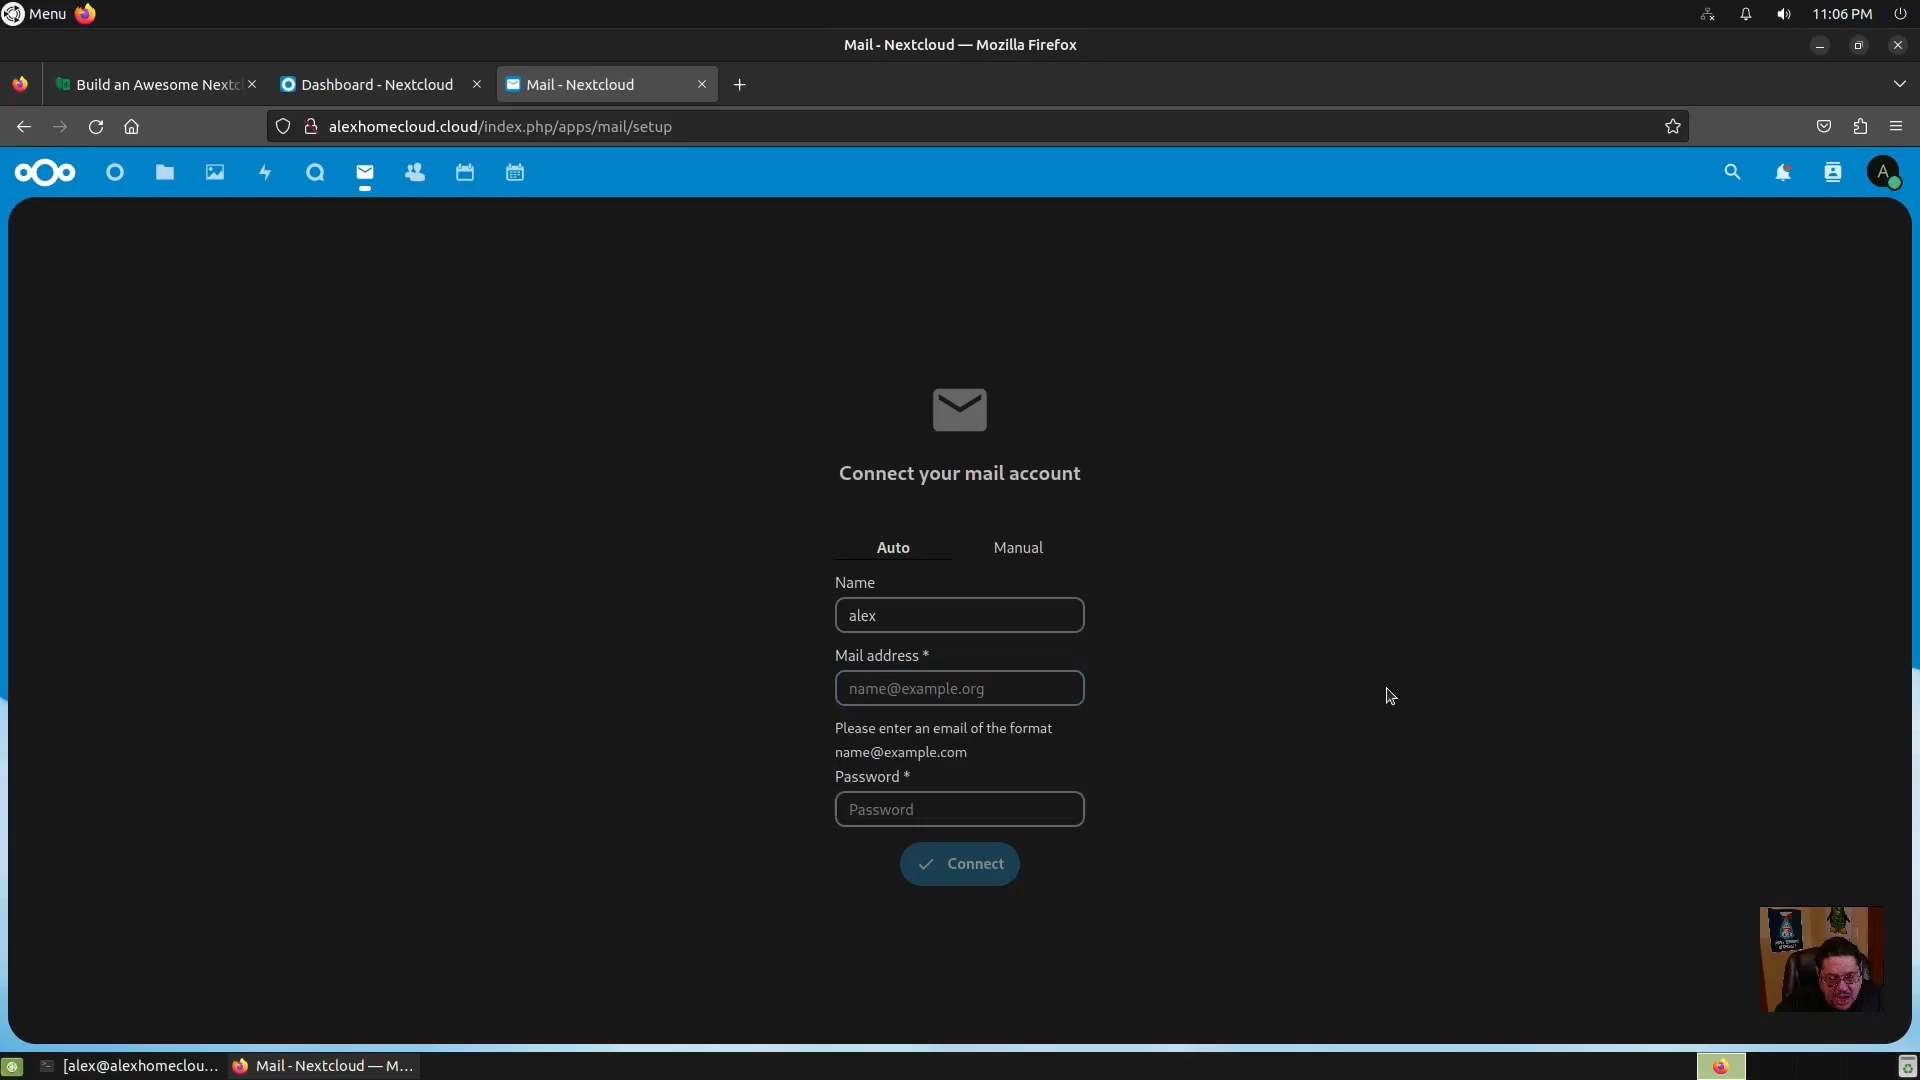 Menu
11:06 PM
Mail - Nextcloud — Mozilla Firefox
Build an Awesome Nextc
Dashboard - Nextcloud
Mail - Nextcloud
alexhomecloud.cloud/index.php/apps/mail/setup
A
Connect your mail account
Auto
Manual
Name
alex
Mail address *
name@example.org
Please enter an email of the format
name@example.com
Password *
Password
Connect
[alex@alexhomeclou...
Mail - Nextcloud — M...